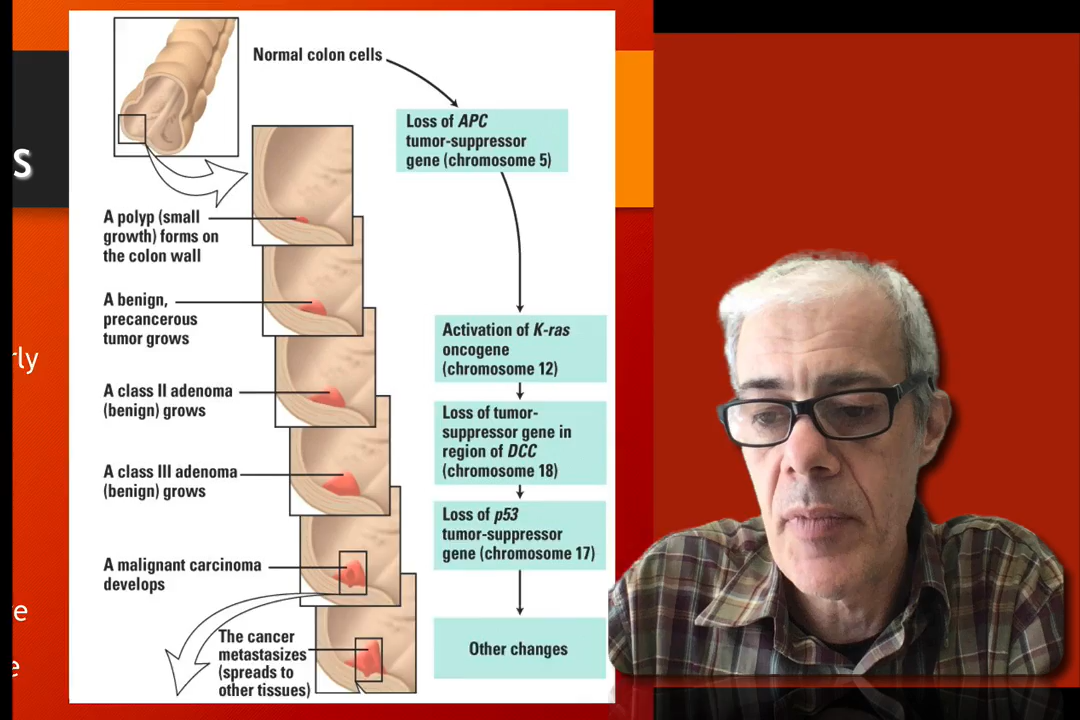 Normal colon cells
Loss of APC
tumor-suppressor
gene (chromosome 5)
s
A polyp (small
growth) forms on
the colon wall
A benign,
precancerous
tumor grows
Activation of K-ras
oncogene
(chromosome 12)
rly
A class II adenoma
(benign) grows
Loss of tumor-
suppressor gene in
region of DCC
(chromosome 18)
A class III adenoma
(benign) grows
Loss of p53
tumor-suppressor
gene (chromosome 17)
A malignant carcinoma
develops
re
The cancer
metastasizes
(spreads to
other tissues)
Other changes
e